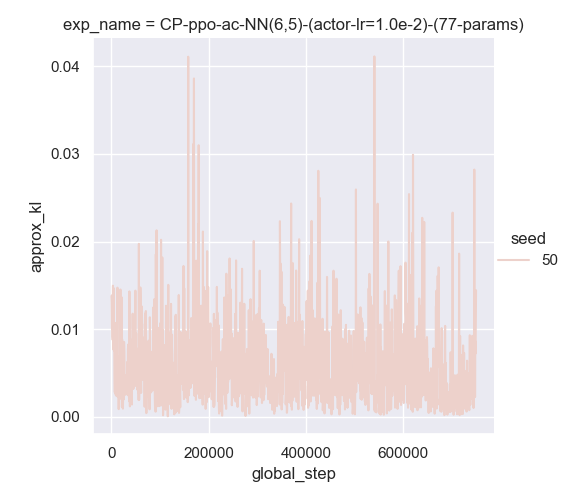 exp_name = CP-ppo-ac-NN(6,5)-(actor-lr=1.0e-2)-(77-params)
0.04
0.03
0.02
0.01
0.00
approx_kl
0
200000
400000
600000
global_step
seed
50